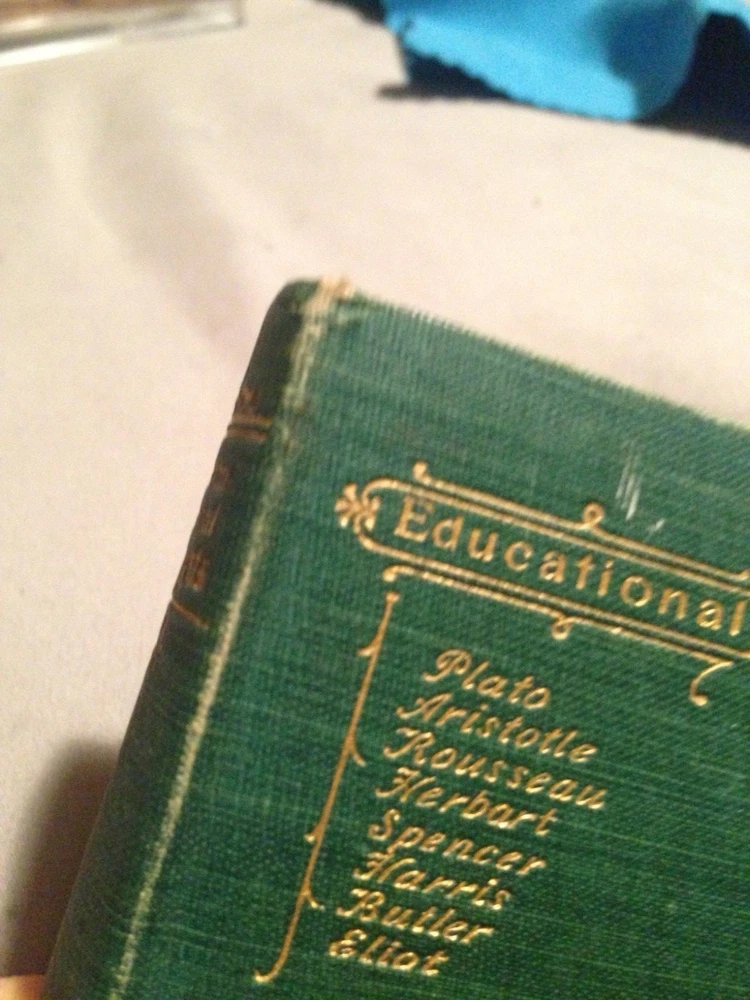 Educational
Plato
Aristotle
Rousseau
Herbart
Spencer
Harris
Butler
Eliot